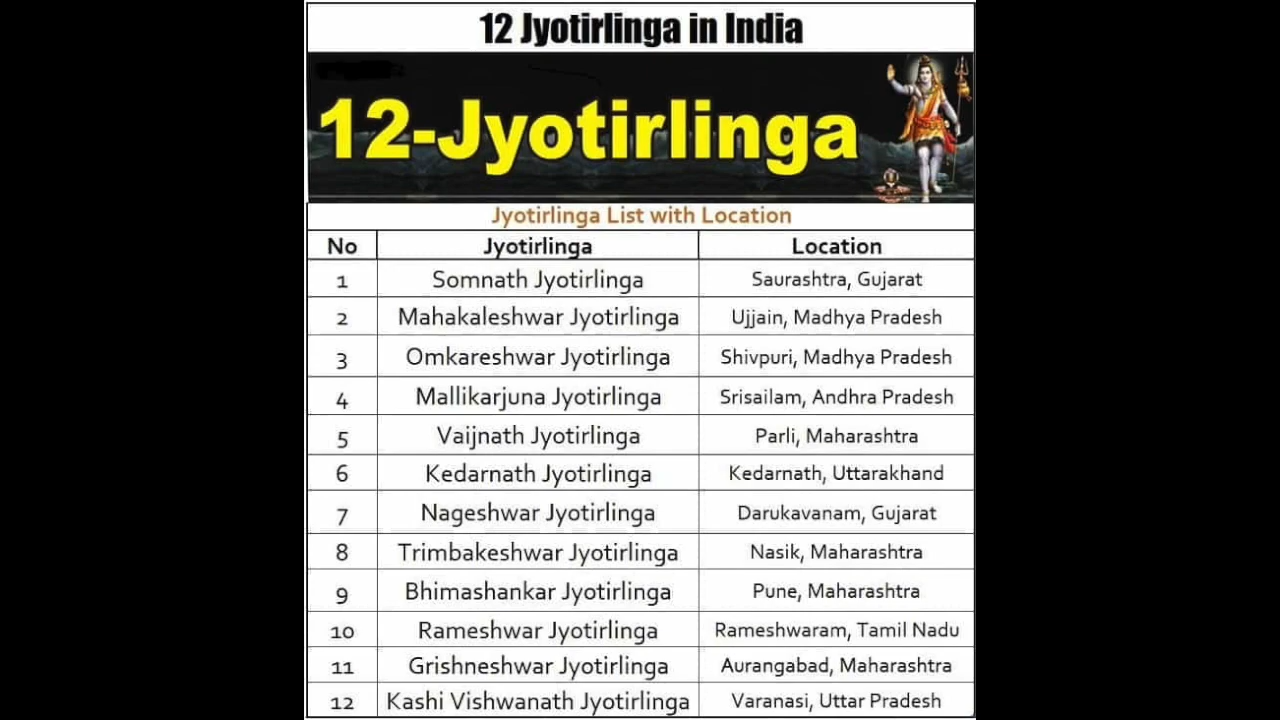 12 Jyotirlinga in India
12-Jyotirlinga
Jyotirlinga List with Location
No Jyotirlinga Location
1 Somnath Jyotirlinga Saurashtra, Gujarat
2 Mahakaleshwar Jyotirlinga Ujjain, Madhya Pradesh
3 Omkareshwar Jyotirlinga Shivpuri, Madhya Pradesh
4 Mallikarjuna Jyotirlinga Srisailam, Andhra Pradesh
5 Vaijnath Jyotirlinga Parli, Maharashtra
6 Kedarnath Jyotirlinga Kedarnath, Uttarakhand
7 Nageshwar Jyotirlinga Darukavanam, Gujarat
8 Trimbakeshwar Jyotirlinga Nasik, Maharashtra
9 Bhimashankar Jyotirlinga Pune, Maharashtra
10 Rameshwar Jyotirlinga Rameshwaram, Tamil Nadu
11 Grishneshwar Jyotirlinga Aurangabad, Maharashtra
12 Kashi Vishwanath Jyotirlinga Varanasi, Uttar Pradesh